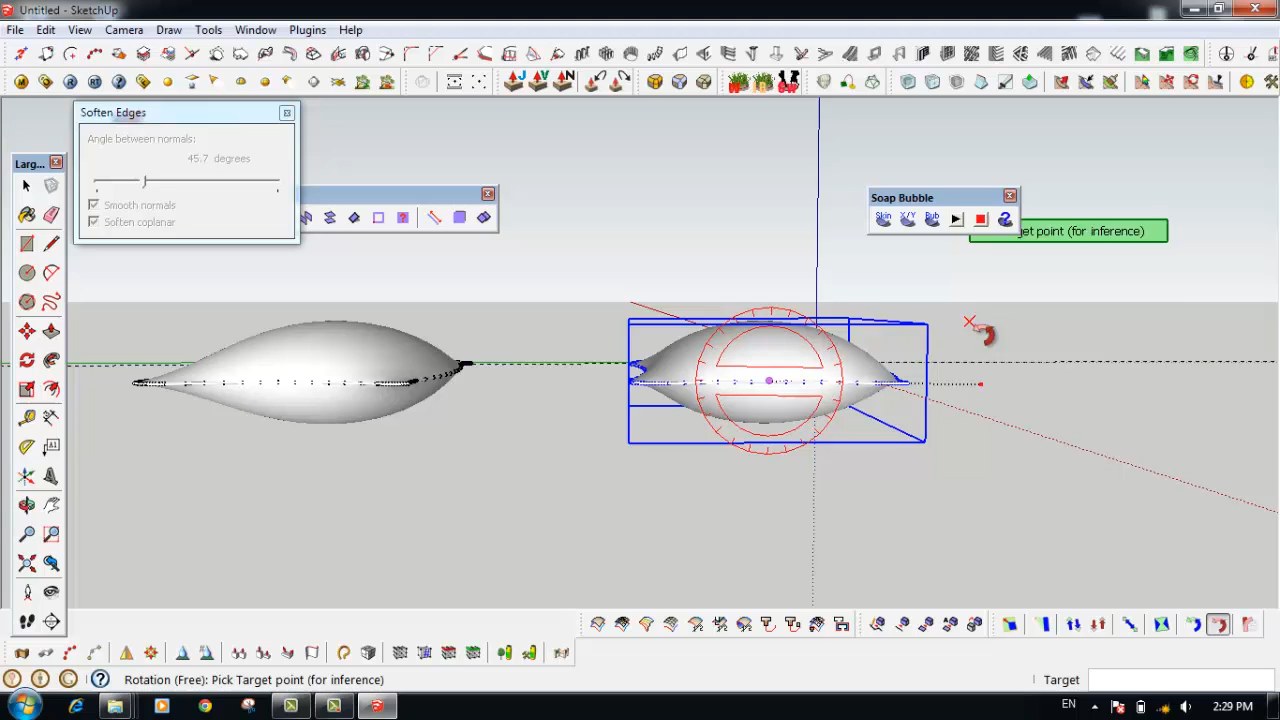 Untitled - SketchUp
File Edit View Camera Draw Tools Window Plugins Help
Soften Edges
Angle between normals:
45.7 degrees
Smooth normals
Soften coplanar
Larg...
Soap Bubble
Skin X/Y Bub
get point (for inference)
Rotation (Free): Pick Target point (for inference)
Target
EN
2:29 PM